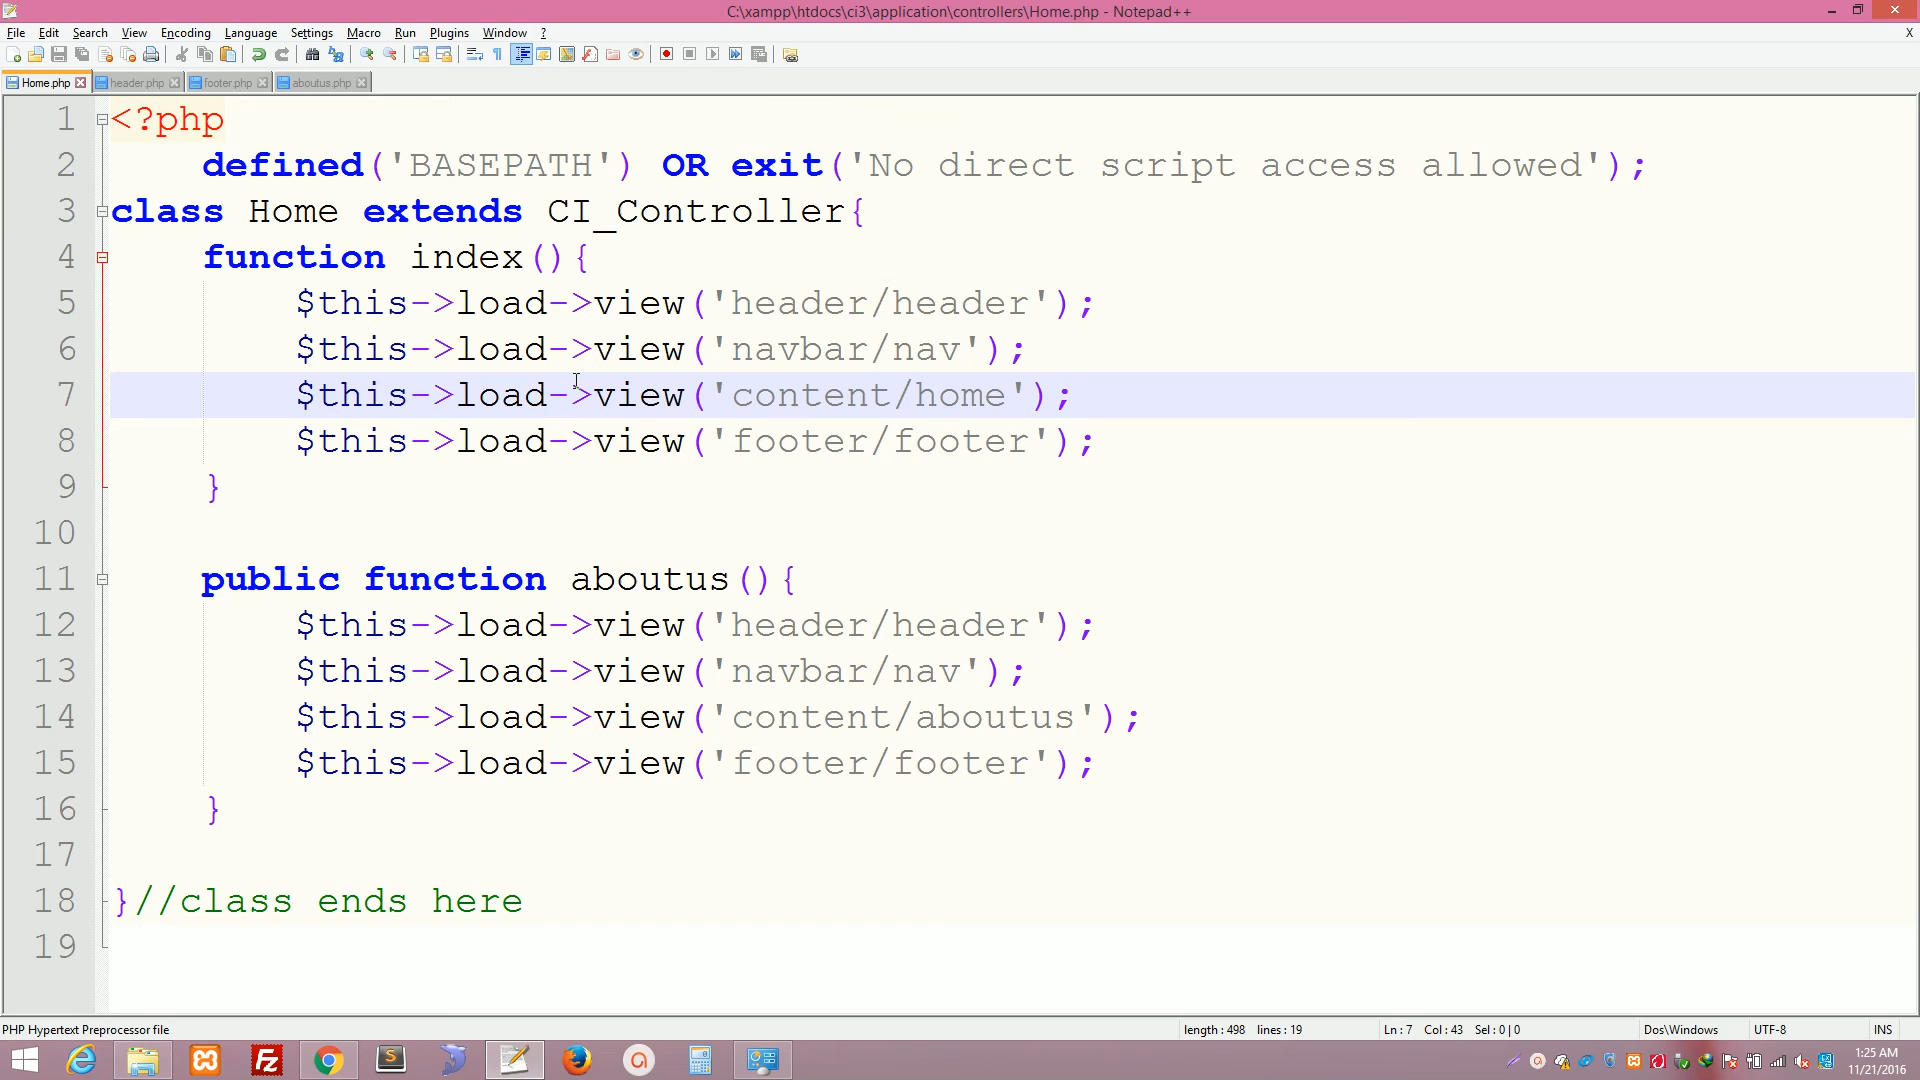 C:\xampp\htdocs\ci3\application\controllers\Home.php - Notepad++
File Edit Search View Encoding Language Settings Macro Run Plugins Window ? X
Home.php header.php footer.php aboutus.php
1 <?php
2 defined('BASEPATH') OR exit('No direct script access allowed');
3 class Home extends CI_Controller{
4 function index(){
5 $this->load->view('header/header');
6 $this->load->view('navbar/nav');
7 $this->load->view('content/home');
8 $this->load->view('footer/footer');
9 }
10
11 public function aboutus(){
12 $this->load->view('header/header');
13 $this->load->view('navbar/nav');
14 $this->load->view('content/aboutus');
15 $this->load->view('footer/footer');
16 }
17
18 }//class ends here
19
PHP Hypertext Preprocessor file length : 498 lines : 19 Ln : 7 Col : 43 Sel : 0 | 0 Dos\Windows UTF-8 INS
1:25 AM
11/21/2016